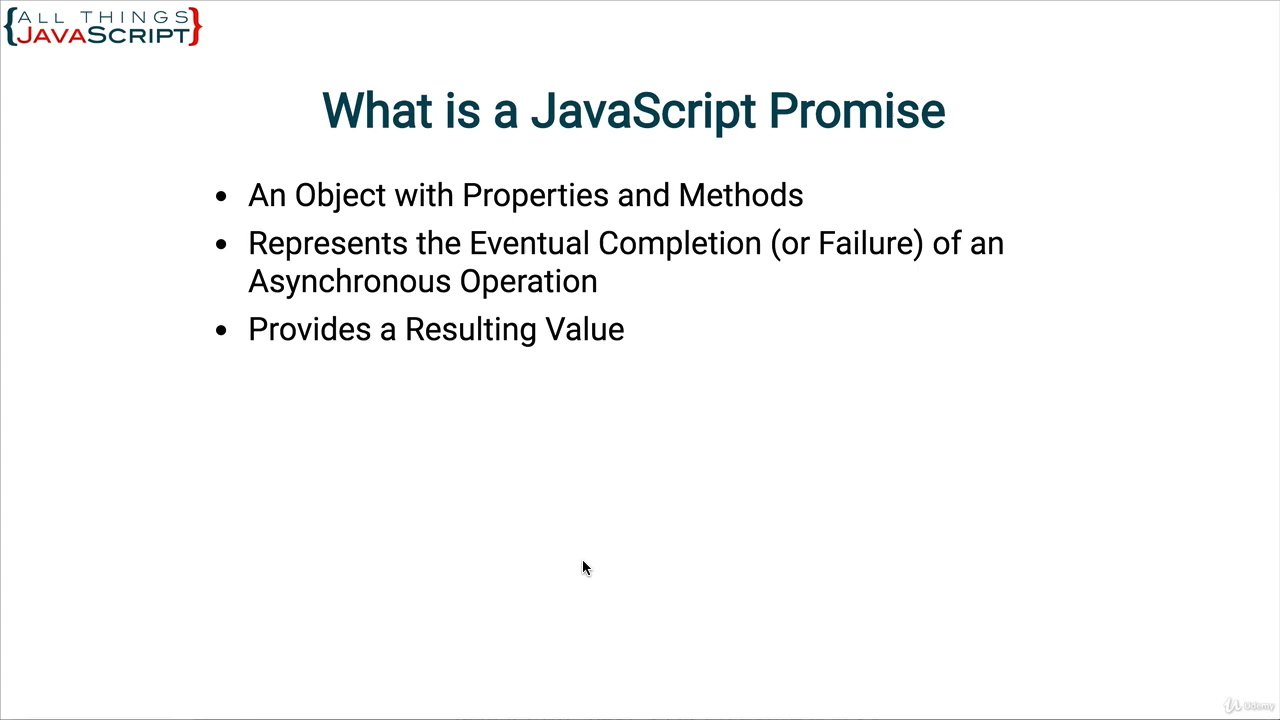 {ALL THINGS
JAVASCRIPT}
What is a JavaScript Promise
• An Object with Properties and Methods
• Represents the Eventual Completion (or Failure) of an
Asynchronous Operation
• Provides a Resulting Value
Udemy